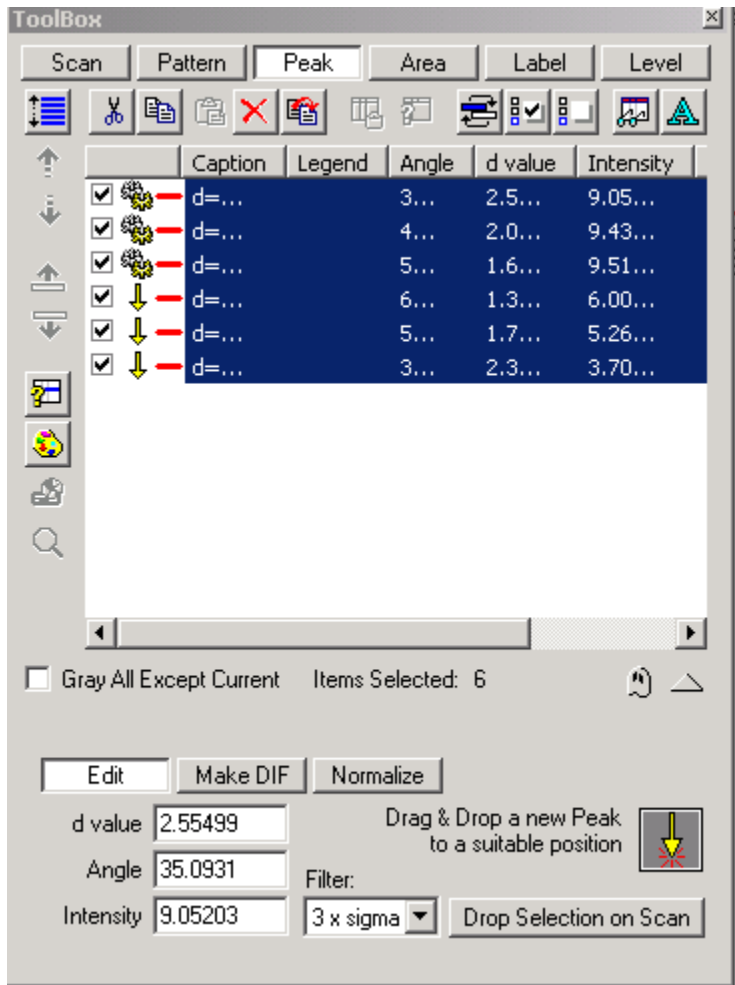 ToolBox
Scan Pattern Peak Area Label Level
Caption Legend Angle d value Intensity
d=... 3... 2.5... 9.05...
d=... 4... 2.0... 9.43...
d=... 5... 1.6... 9.51...
d=... 6... 1.3... 6.00...
d=... 5... 1.7... 5.26...
d=... 3... 2.3... 3.70...
Gray All Except Current Items Selected: 6
Edit Make DIF Normalize
d value 2.55499 Drag & Drop a new Peak
to a suitable position
Angle 35.0931
Filter:
Intensity 9.05203 3 x sigma Drop Selection on Scan